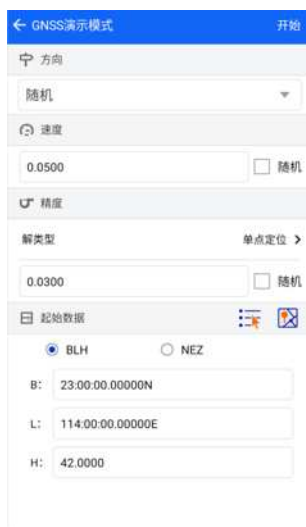 GNSS演示模式 开始
方向
随机
速度
0.0500 随机
精度
解类型 单点定位
0.0300 随机
起始数据
BLH NEZ
B: 23:00:00.00000N
L: 114:00:00.00000E
H: 42.0000